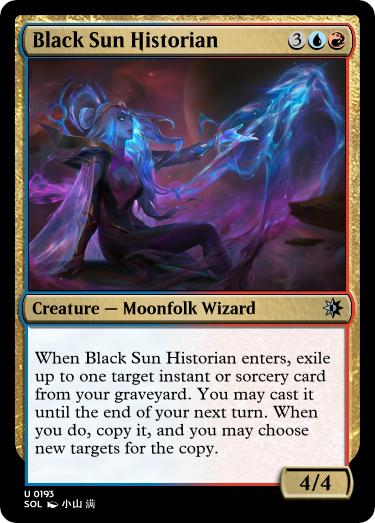 Black Sun Historian 3
Creature — Moonfolk Wizard
When Black Sun Historian enters, exile
up to one target instant or sorcery card
from your graveyard. You may cast it
until the end of your next turn. When
you do, copy it, and you may choose
new targets for the copy.
4/4
U 0193
SOL 小山 满